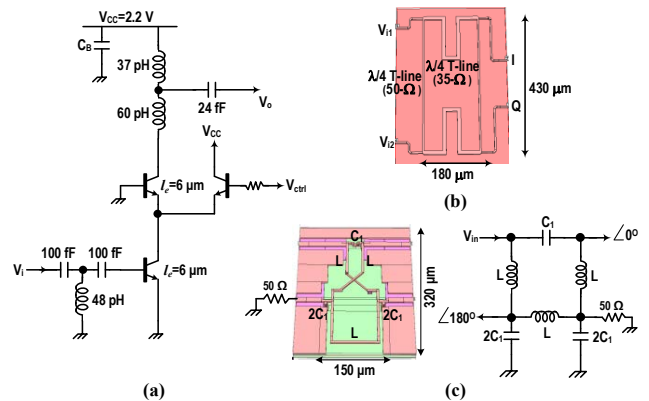 V_CC=2.2 V
C_B
37 pH
24 fF
V_o
60 pH
V_CC
l_e=6 μm
V_ctrl
100 fF
100 fF
V_i
l_e=6 μm
48 pH
(a)
V_i1
λ/4 T-line
(35-Ω)
λ/4 T-line
(50-Ω)
I
Q
430 μm
V_i2
180 μm
(b)
C_1
L
L
50 Ω
2C_1
2C_1
L
320 μm
150 μm
V_in
C_1
∠0°
L
L
∠180°
50 Ω
2C_1
L
2C_1
(c)